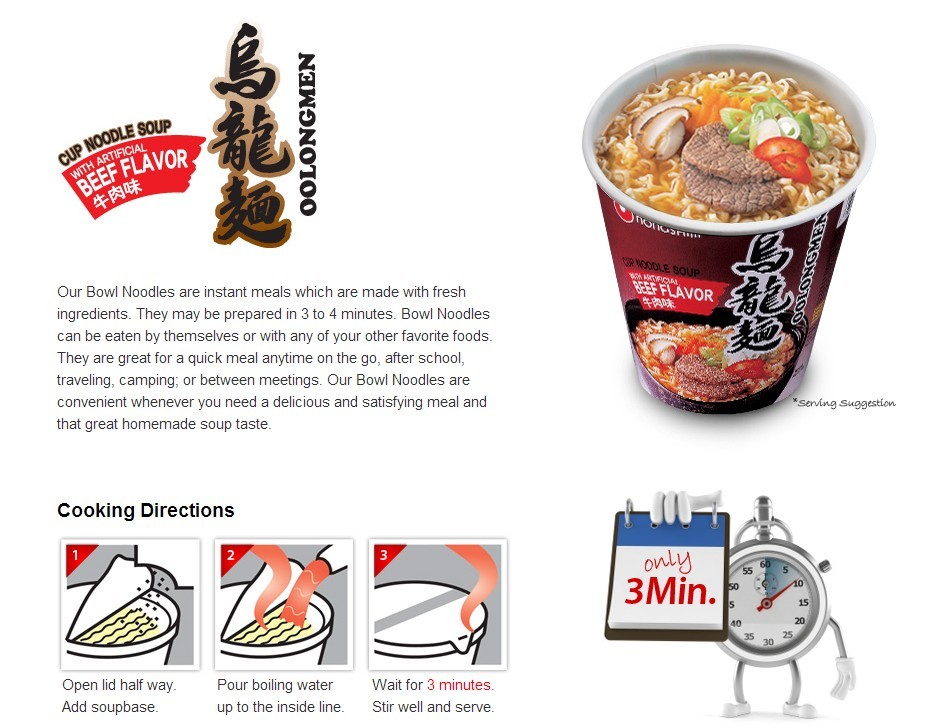 CUP NOODLE SOUP
WITH ARTIFICIAL
BEEF FLAVOR
牛肉味
烏龍麵
OOLONGMEN
NONGSHIM
CUP NOODLE SOUP
WITH ARTIFICIAL
BEEF FLAVOR
牛肉味
烏龍麵
OOLONGMEN
*Serving Suggestion
Our Bowl Noodles are instant meals which are made with fresh
ingredients. They may be prepared in 3 to 4 minutes. Bowl Noodles
can be eaten by themselves or with any of your other favorite foods.
They are great for a quick meal anytime on the go, after school,
traveling, camping; or between meetings. Our Bowl Noodles are
convenient whenever you need a delicious and satisfying meal and
that great homemade soup taste.
Cooking Directions
1
Open lid half way.
Add soupbase.
2
Pour boiling water
up to the inside line.
3
Wait for 3 minutes.
Stir well and serve.
only
3Min.
60
5
10
15
20
25
30
35
40
50
55